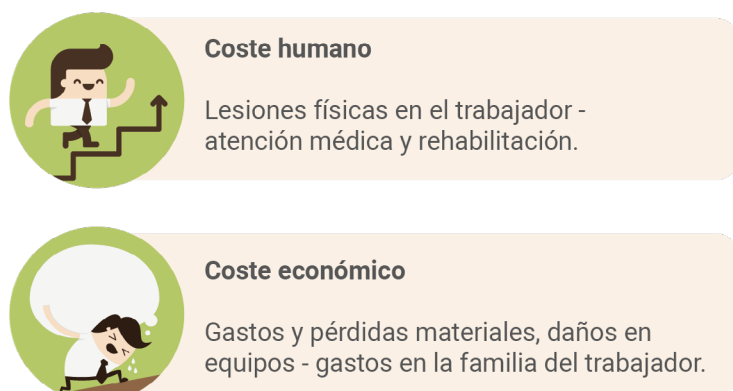 Coste humano
Lesiones físicas en el trabajador -
atención médica y rehabilitación.
Coste económico
Gastos y pérdidas materiales, daños en
equipos - gastos en la familia del trabajador.